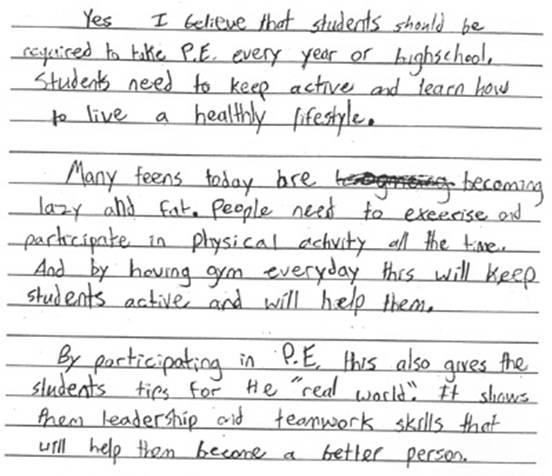 Yes I believe that students should be
required to take P.E. every year or highschool.
Students need to keep active and learn how
to live a healthly lifestyle.
Many teens today are becoming
lazy and fat. People need to exeercise and
participate in physical activity all the time.
And by having gym everyday this will keep
students active and will help them.
By participating in P.E. this also gives the
students tips for the "real world". It shows
them leadership and teamwork skills that
will help them become a better person.